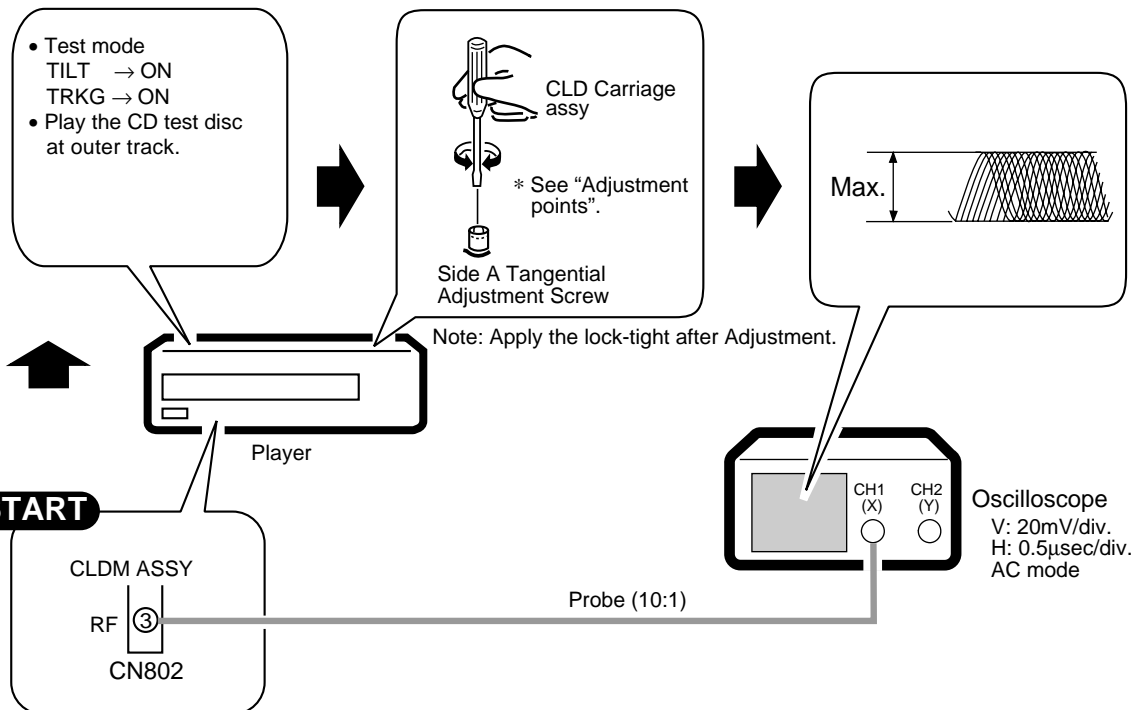 • Test mode
TILT → ON
TRKG → ON
• Play the CD test disc
at outer track.
CLD Carriage
assy
* See “Adjustment
points”.
Side A Tangential
Adjustment Screw
Note: Apply the lock-tight after Adjustment.
Max.
Player
START
CLDM ASSY
RF
3
CN802
Probe (10:1)
CH1
(X)
CH2
(Y)
Oscilloscope
V: 20mV/div.
H: 0.5µsec/div.
AC mode